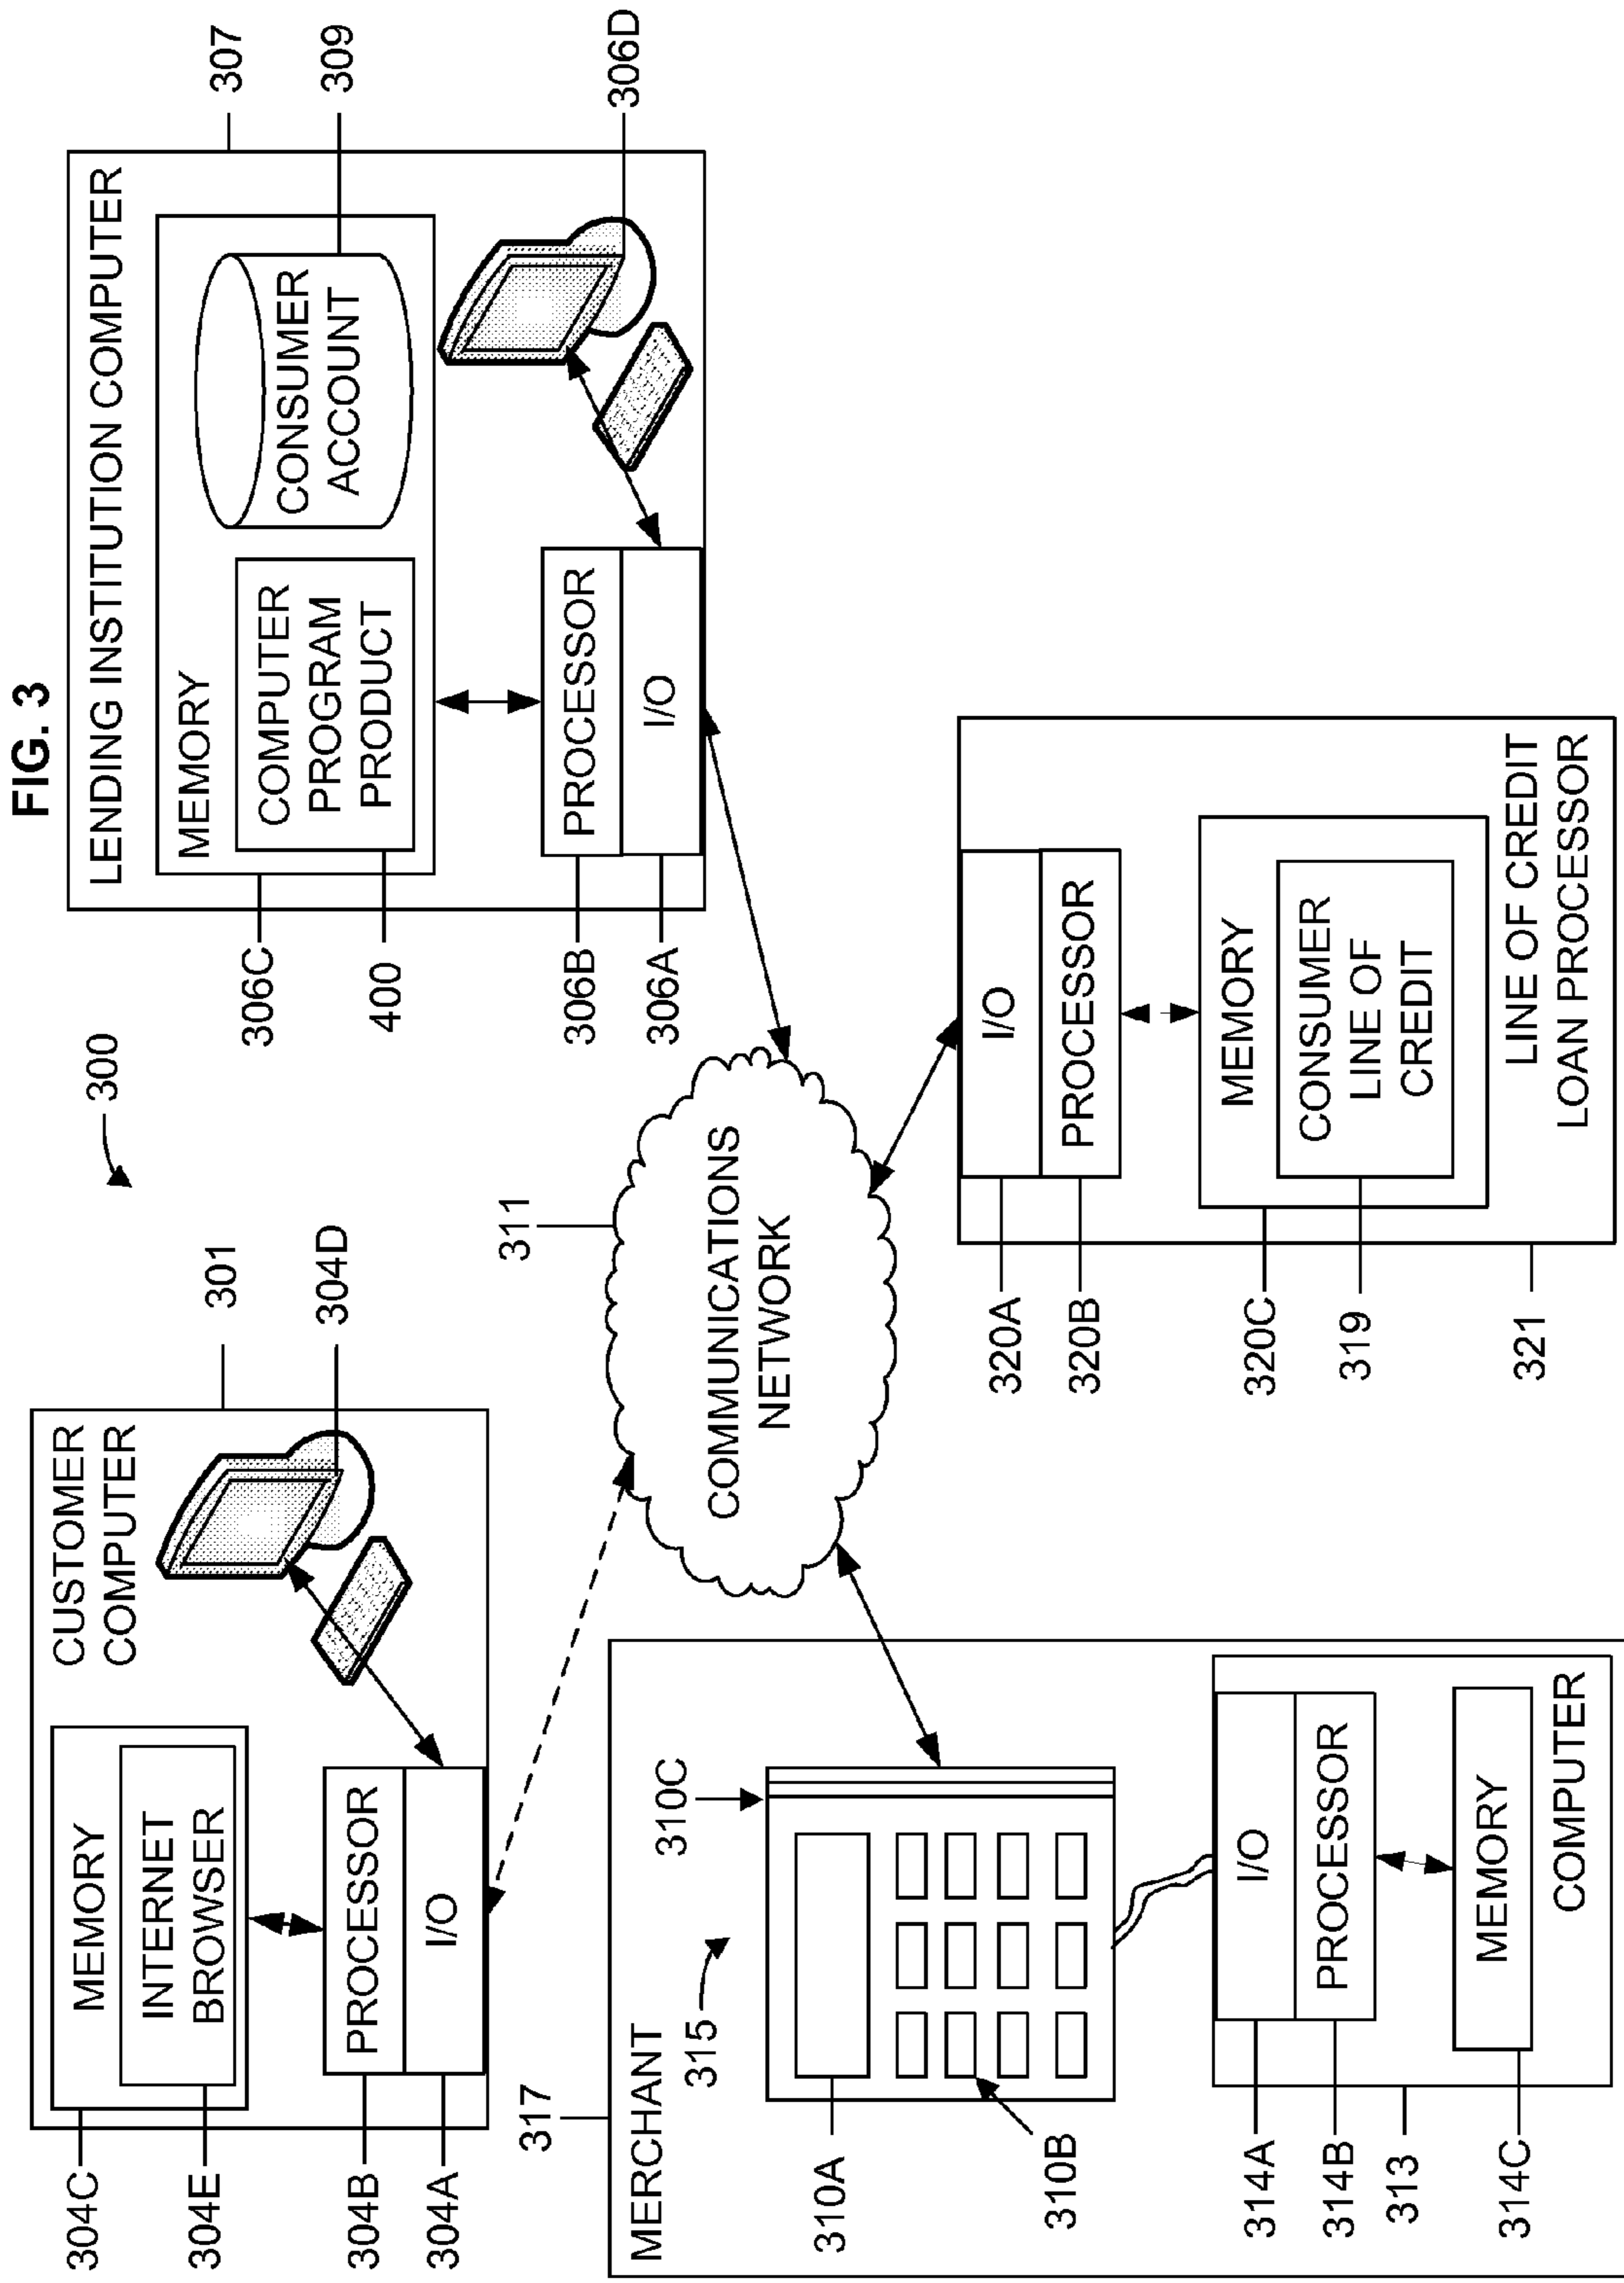 FIG. 3
300
CUSTOMER
COMPUTER
MEMORY
INTERNET
BROWSER
PROCESSOR
I/O
304C
304E
304B
304A
301
304D
LENDING INSTITUTION COMPUTER
MEMORY
COMPUTER
PROGRAM
PRODUCT
CONSUMER
ACCOUNT
PROCESSOR
I/O
306C
400
306B
306A
307
309
306D
311
COMMUNICATIONS
NETWORK
317
MERCHANT
315
310C
310A
310B
I/O
PROCESSOR
MEMORY
COMPUTER
314A
314B
313
314C
I/O
PROCESSOR
MEMORY
CONSUMER
LINE OF
CREDIT
LINE OF CREDIT
LOAN PROCESSOR
320A
320B
320C
319
321